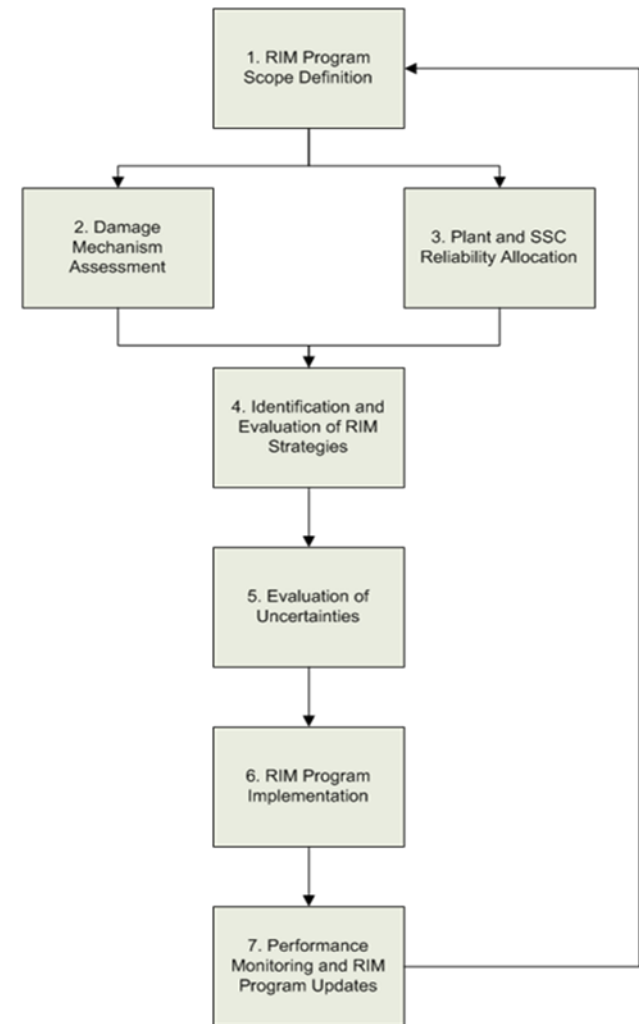 1. RIM Program
Scope Definition
2. Damage
Mechanism
Assessment
3. Plant and SSC
Reliability Allocation
4. Identification and
Evaluation of RIM
Strategies
5. Evaluation of
Uncertainties
6. RIM Program
Implementation
7. Performance
Monitoring and RIM
Program Updates